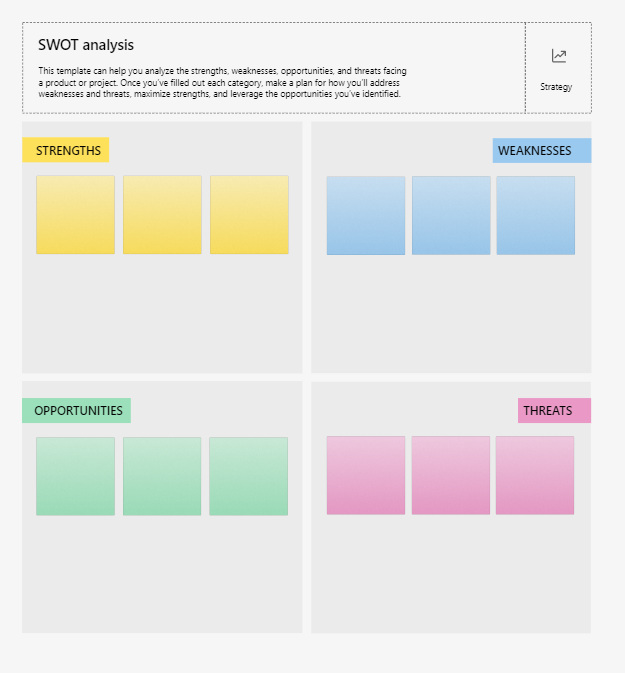 SWOT analysis
This template can help you analyze the strengths, weaknesses, opportunities, and threats facing
a product or project. Once you've filled out each category, make a plan for how you'll address
weaknesses and threats, maximize strengths, and leverage the opportunities you've identified.
Strategy
STRENGTHS
WEAKNESSES
OPPORTUNITIES
THREATS